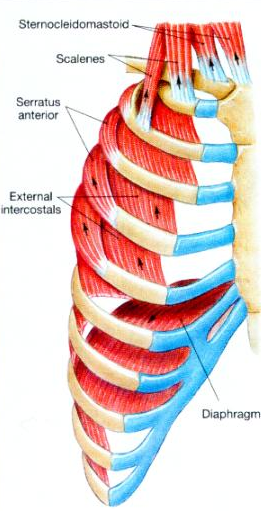 Sternocleidomastoid
Scalenes
Serratus
anterior
External
intercostals
Diaphragm